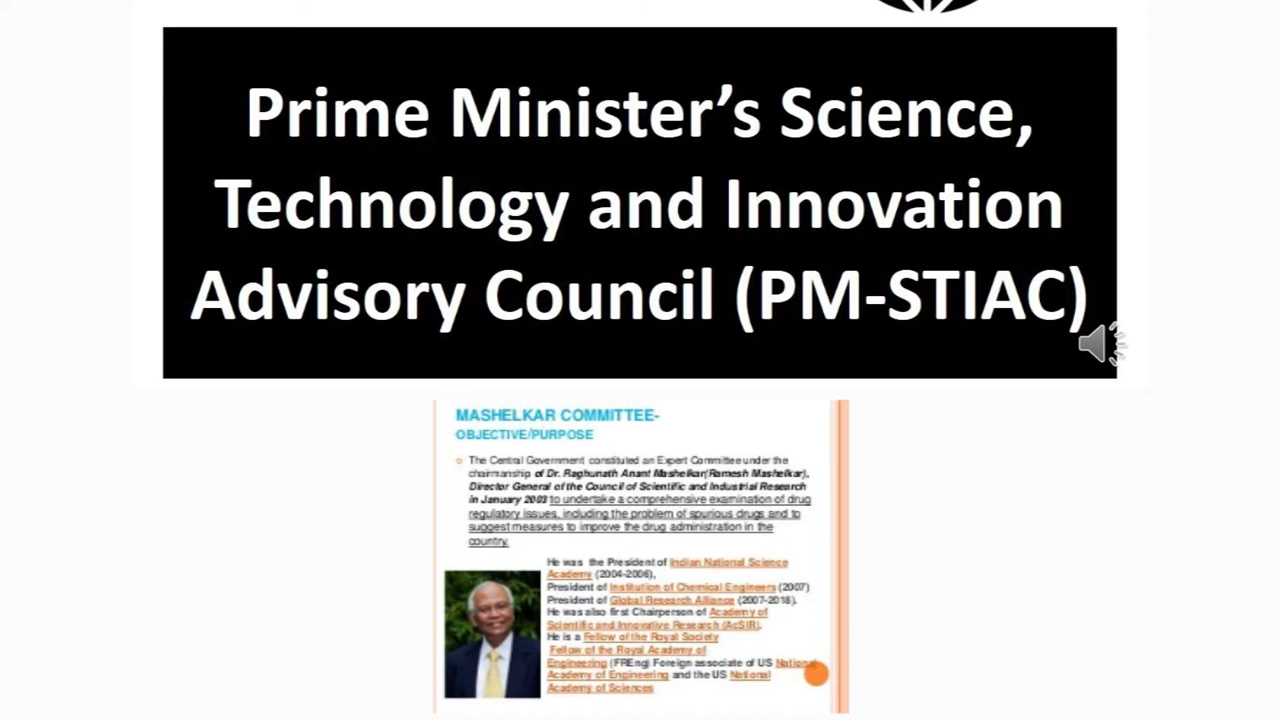 Prime Minister’s Science,
Technology and Innovation
Advisory Council (PM-STIAC)
MASHELKAR COMMITTEE-
OBJECTIVE/PURPOSE
The Central Government constituted an Expert Committee under the
chairmanship of Dr. Raghunath Anant Mashelkar(Ramesh Mashelkar),
Director General of the Council of Scientific and Industrial Research
in January 2003 to undertake a comprehensive examination of drug
regulatory issues, including the problem of spurious drugs and to
suggest measures to improve the drug administration in the
country.
He was the President of Indian National Science
Academy (2004-2006),
President of Institution of Chemical Engineers (2007)
President of Global Research Alliance (2007-2018).
He was also first Chairperson of Academy of
Scientific and Innovative Research (AcSIR).
He is a Fellow of the Royal Society
Fellow of the Royal Academy of
Engineering (FREng) Foreign associate of US National
Academy of Engineering and the US National
Academy of Sciences